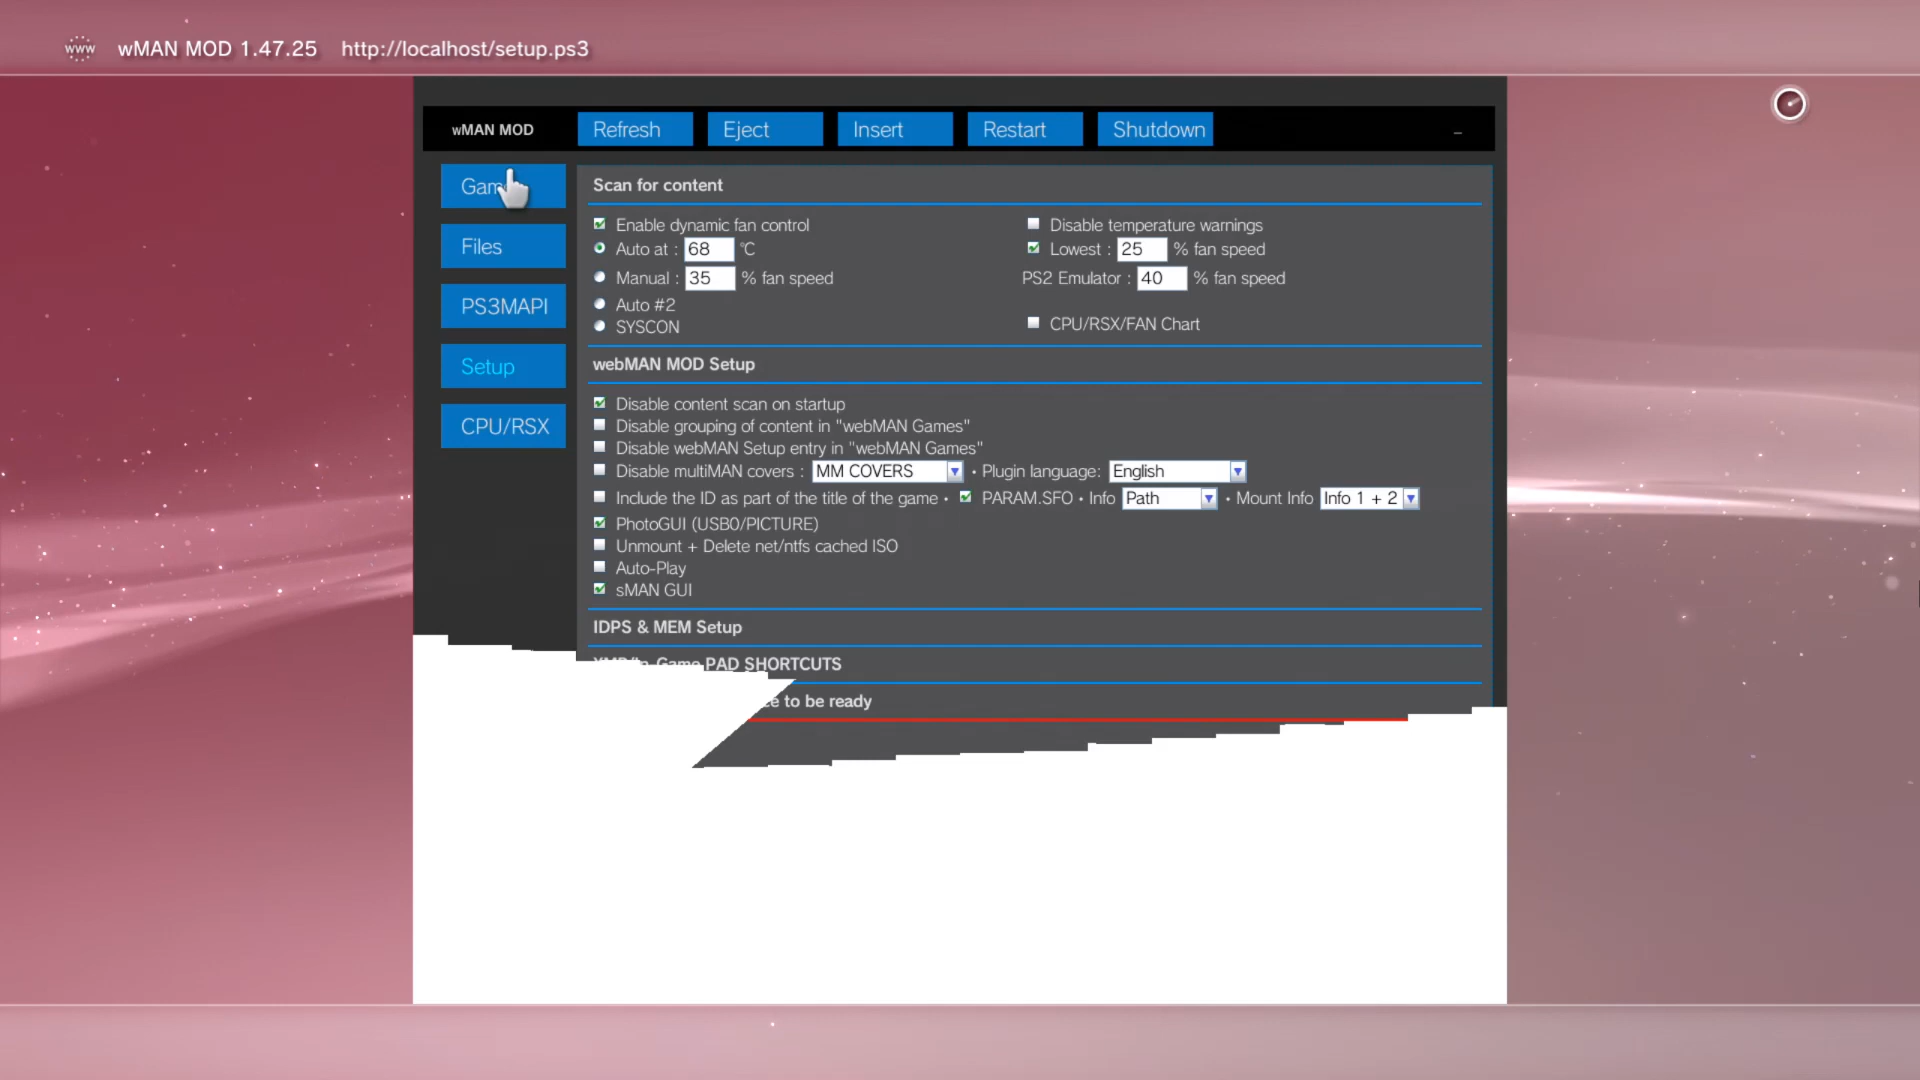 www wMAN MOD 1.47.25 http://localhost/setup.ps3
wMAN MOD Refresh Eject Insert Restart Shutdown _
Files
PS3MAPI
Setup
CPU/RSX
Scan for content
Enable dynamic fan control Disable temperature warnings
Auto at : 68 °C Lowest : 25 % fan speed
Manual : 35 % fan speed PS2 Emulator : 40 % fan speed
Auto #2
SYSCON CPU/RSX/FAN Chart
webMAN MOD Setup
Disable content scan on startup
Disable grouping of content in "webMAN Games"
Disable webMAN Setup entry in "webMAN Games"
Disable multiMAN covers : MM COVERS • Plugin language: English
Include the ID as part of the title of the game • PARAM.SFO • Info Path • Mount Info Info 1 + 2
PhotoGUI (USB0/PICTURE)
Unmount + Delete net/ntfs cached ISO
Auto-Play
sMAN GUI
IDPS & MEM Setup
PAD SHORTCUTS
to be ready